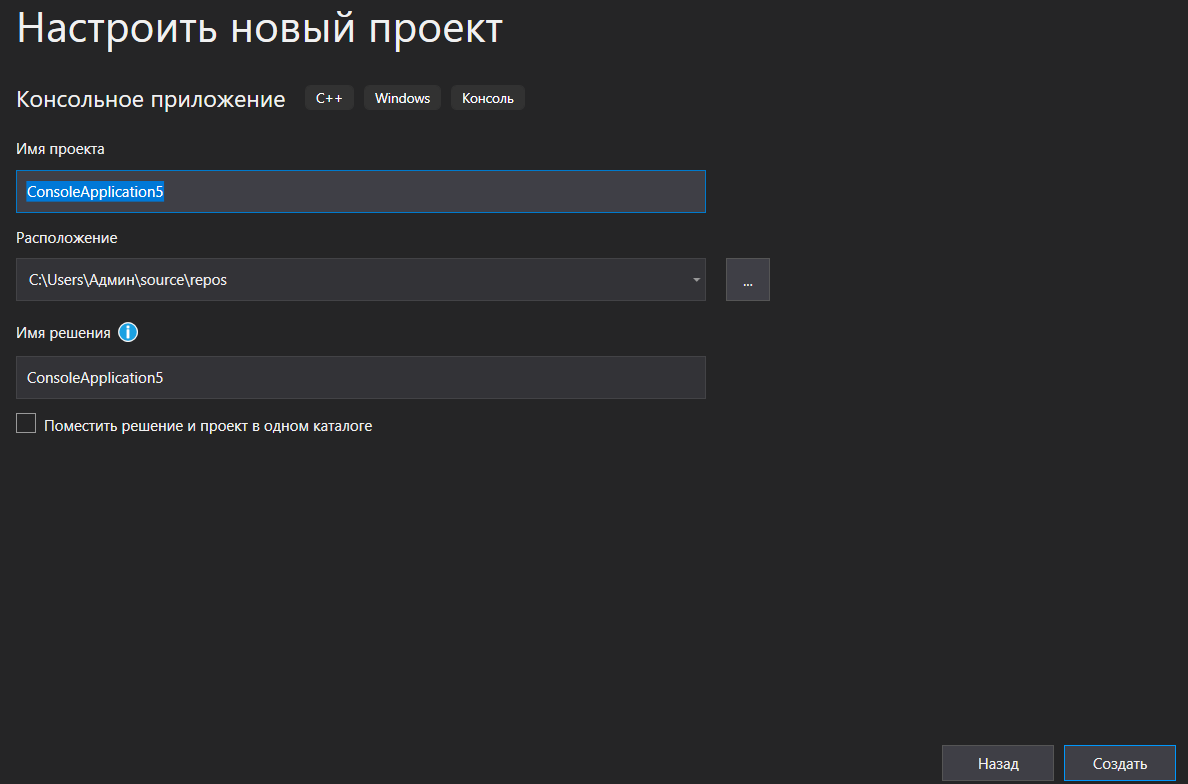 Настроить новый проект
Консольное приложение C++ Windows Консоль
Имя проекта
ConsoleApplication5
Расположение
C:\Users\Админ\source\repos ...
Имя решения i
ConsoleApplication5
Поместить решение и проект в одном каталоге
Назад Создать